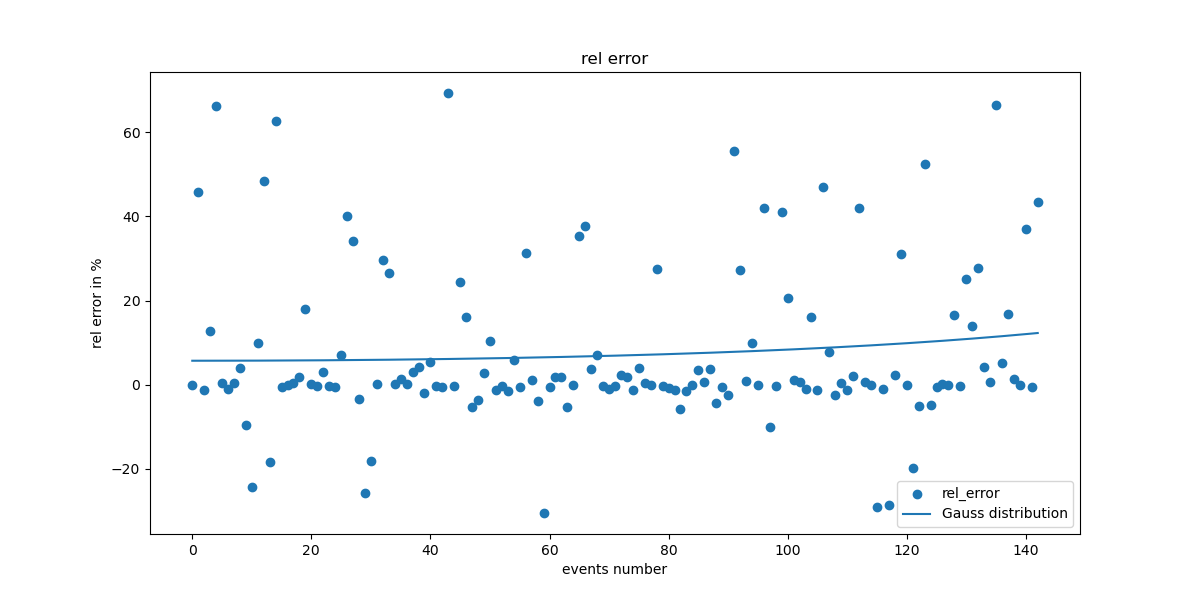 rel error
rel error in %
60
40
20
0
−20
0 20 40 60 80 100 120 140
events number
rel_error
Gauss distribution